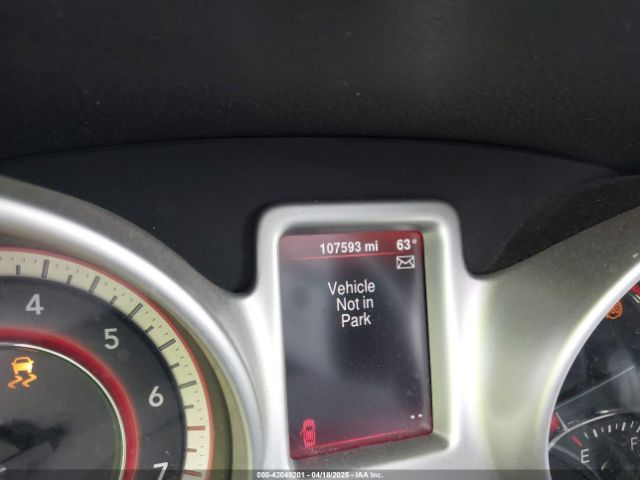 107593 mi 63°
Vehicle
Not in
Park
4
5
6
7
E F
000-42048201 - 04/18/2025 - IAA Inc.